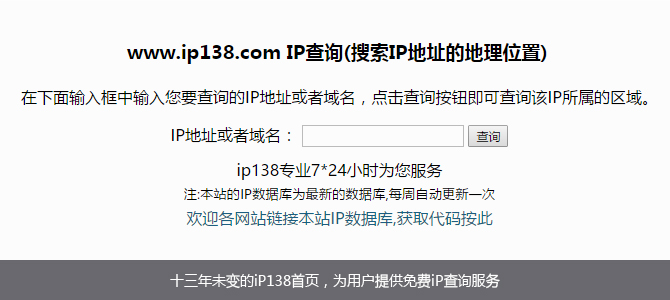 www.ip138.com IP查询(搜索IP地址的地理位置)
在下面输入框中输入您要查询的IP地址或者域名，点击查询按钮即可查询该IP所属的区域。
IP地址或者域名： 查询
ip138专业7*24小时为您服务
注:本站的IP数据库为最新的数据库,每周自动更新一次
欢迎各网站链接本站IP数据库,获取代码按此
十三年未变的iP138首页，为用户提供免费iP查询服务